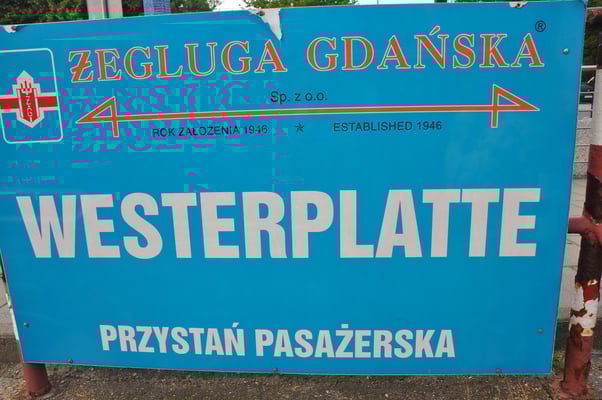 ŻEGLUGA GDAŃSKA ®
Sp. z o.o.
ROK ZAŁOŻENIA 1946 ★ ESTABLISHED 1946
WESTERPLATTE
PRZYSTAŃ PASAŻERSKA